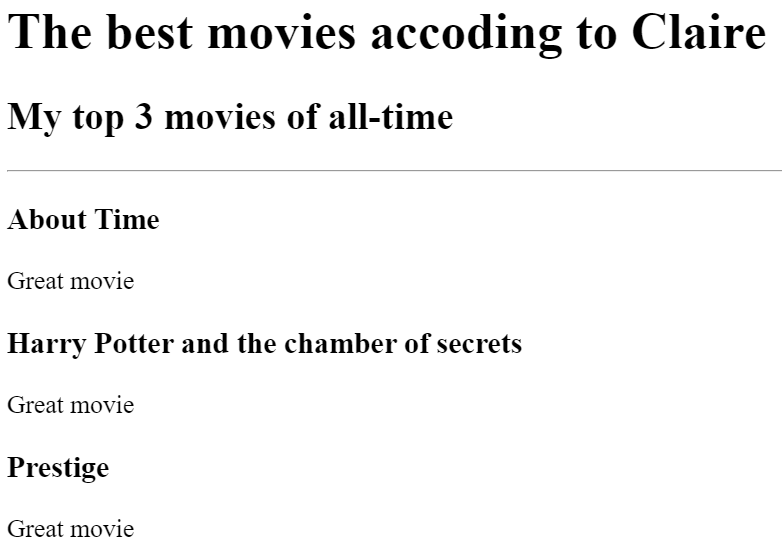 The best movies accoding to Claire
My top 3 movies of all-time
About Time
Great movie
Harry Potter and the chamber of secrets
Great movie
Prestige
Great movie